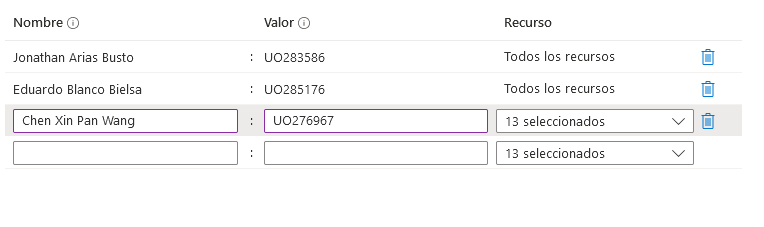 Nombre Valor Recurso
Jonathan Arias Busto : UO283586 Todos los recursos
Eduardo Blanco Bielsa : UO285176 Todos los recursos
Chen Xin Pan Wang : UO276967 13 seleccionados
: 13 seleccionados